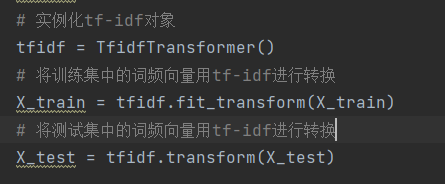 # 实例化tf-idf对象
tfidf = TfidfTransformer()
# 将训练集中的词频向量用tf-idf进行转换
X_train = tfidf.fit_transform(X_train)
# 将测试集中的词频向量用tf-idf进行转换
X_test = tfidf.transform(X_test)